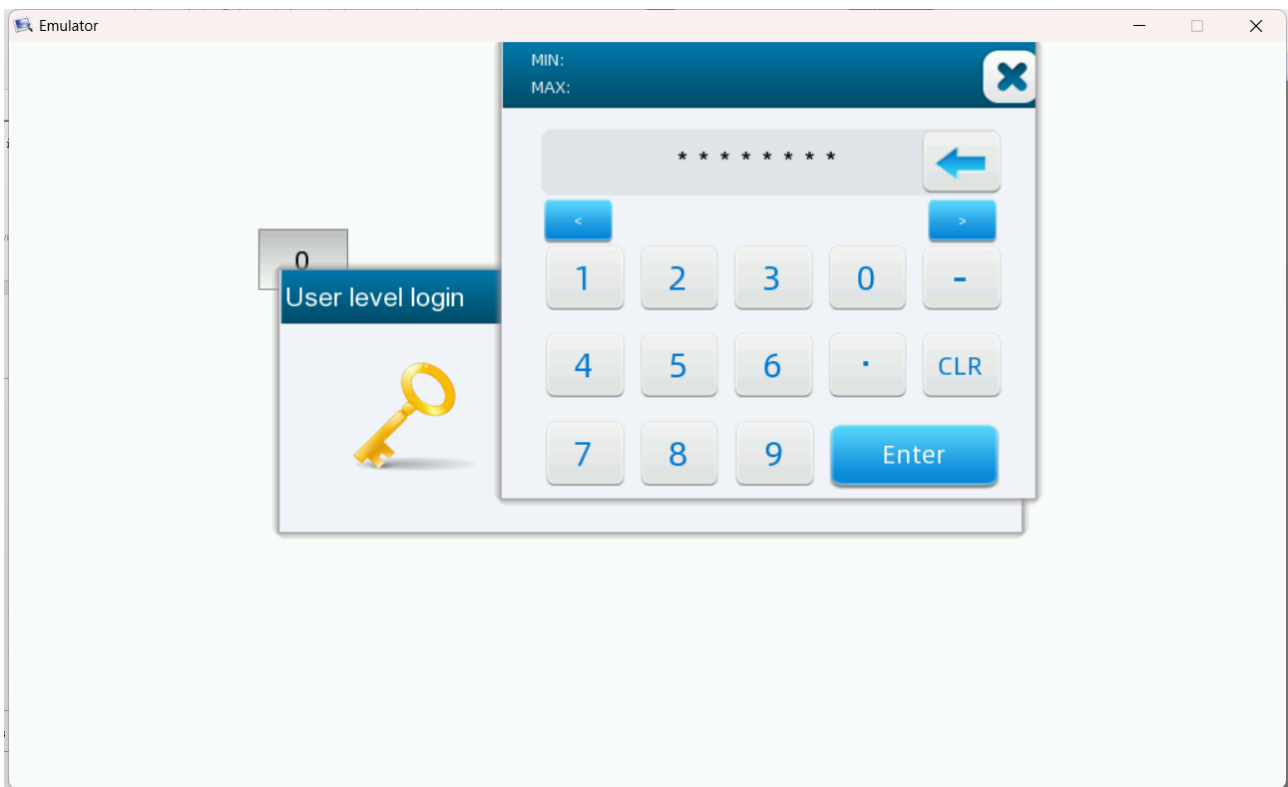 Emulator
MIN:
MAX:
* * * * * * * *
< >
0
1 2 3 0 -
User level login
4 5 6 . CLR
7 8 9 Enter